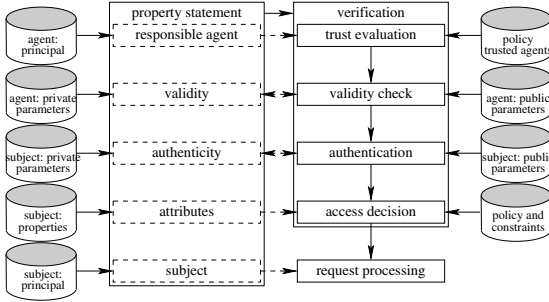 property statement
verification
agent:
principal
responsible agent
trust evaluation
policy
trusted agents
agent: private
parameters
validity
validity check
agent: public
parameters
subject: private
parameters
authenticity
authentication
subject: public
parameters
subject:
properties
attributes
access decision
policy and
constraints
subject:
principal
subject
request processing